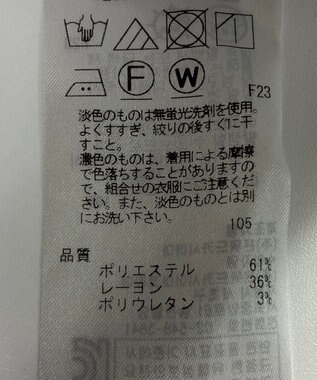 F
W
F23
淡色のものは無蛍光洗剤を使用。
よくすすぎ、絞りの後すぐに干
すこと。
濃色のものは、着用による摩擦
で色落ちすることがありますの
で、組合せの衣服にご注意くださ
い。また、淡色のものとは別
にお洗い下さい。
105
品質
ポリエステル 61%
レーヨン 36%
ポリウレタン 3%